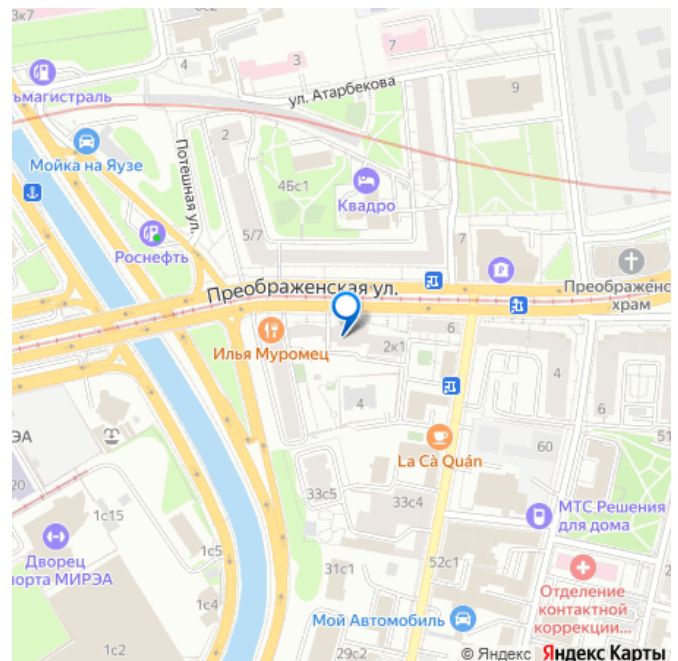 3к7
4
3
7
9
ул. Атарбекова
ьмагистраль
2
Мойка на Яузе
Потешная ул.
4Бс1
Квадро
5/7
Роснефть
7
Преображенс
храм
Преображенская ул.
Илья Муромец
2к1
6
4
4
6
La Cà Quán
51
60
ЭА
20
33с5
33с4
МТС Решения
для дома
1с15
Дворец
порта МИРЭА
1с5
31с1
52с1
1с4
Отделение
контактной
коррекции...
Мой Автомобиль
1с2
29с2
© Яндекс Яндекс Карты